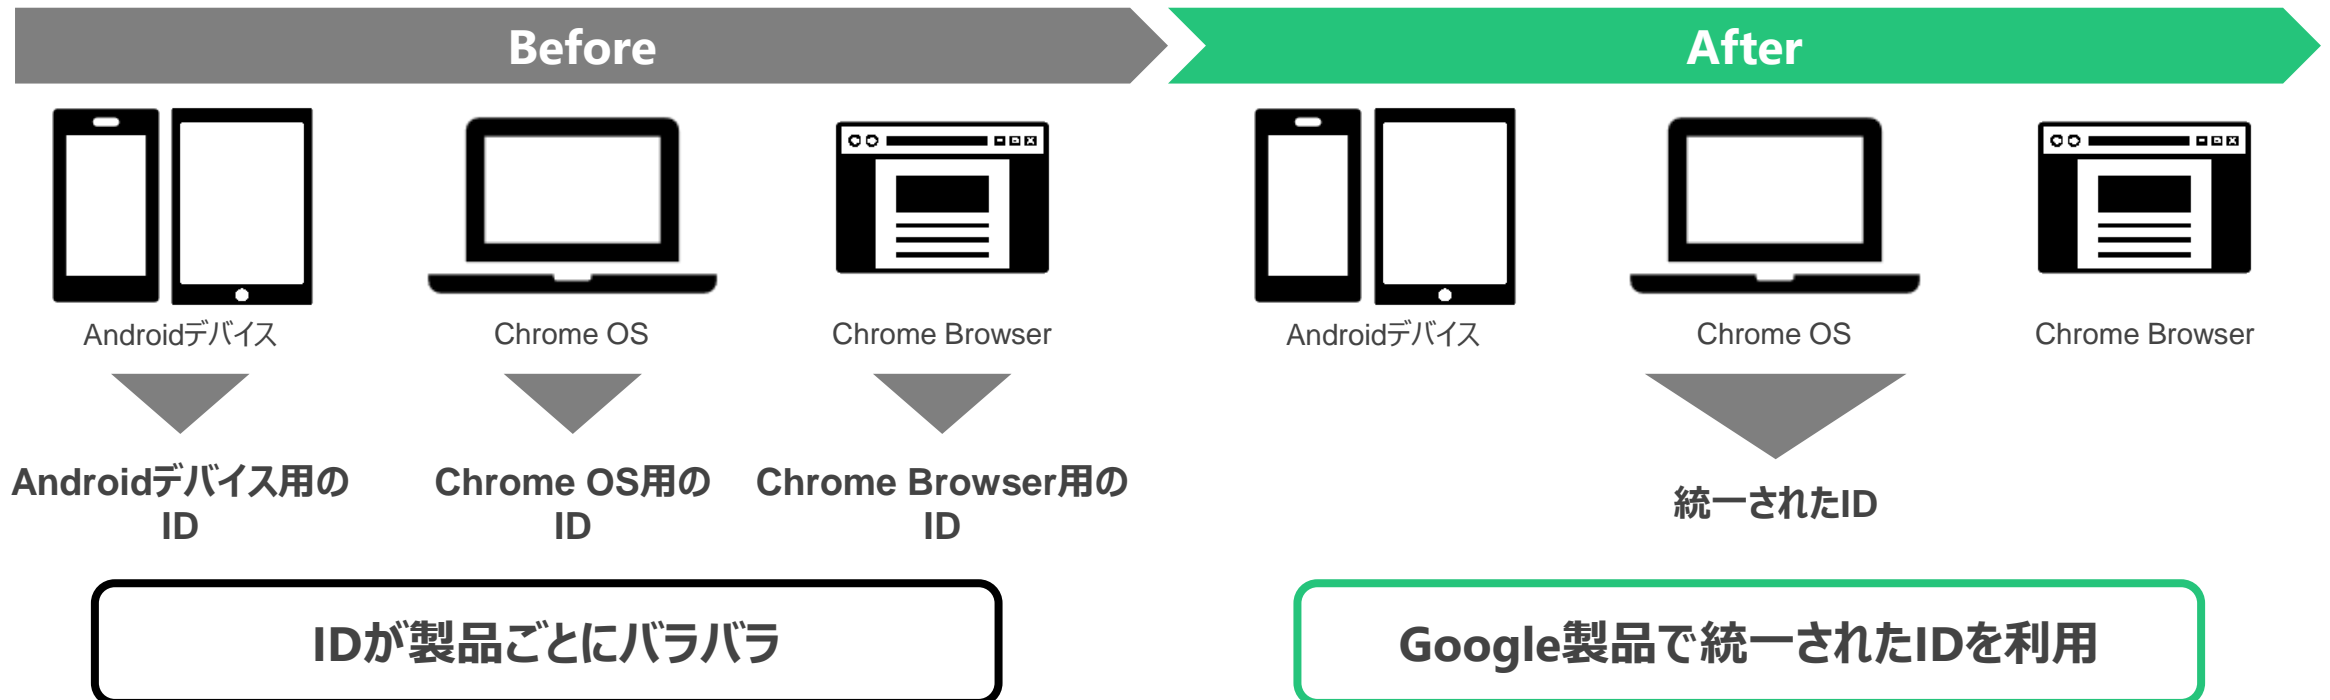 Before
After
Androidデバイス
Chrome OS
Chrome Browser
Androidデバイス
Chrome OS
Chrome Browser
Androidデバイス用の
ID
Chrome OS用の
ID
Chrome Browser用の
ID
統一されたID
IDが製品ごとにバラバラ
Google製品で統一されたIDを利用